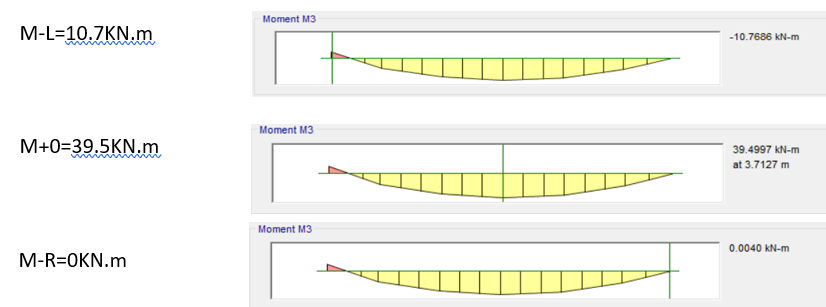 M-L=10.7KN.m
Moment M3
-10.7686 kN-m
M+0=39.5KN.m
Moment M3
39.4997 kN-m
at 3.7127 m
M-R=0KN.m
Moment M3
0.0040 kN-m